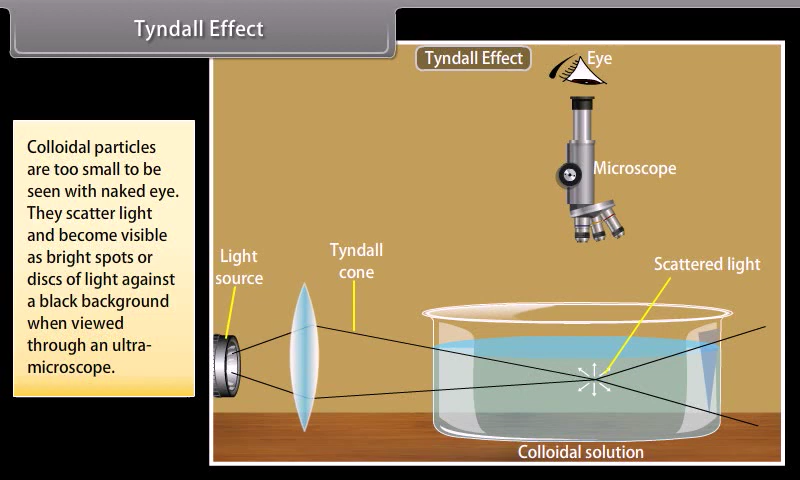 Tyndall Effect
Tyndall Effect
Eye
Colloidal particles
are too small to be
seen with naked eye.
They scatter light
and become visible
as bright spots or
discs of light against
a black background
when viewed
through an ultra-
microscope.
Microscope
Light
source
Tyndall
cone
Scattered light
Colloidal solution